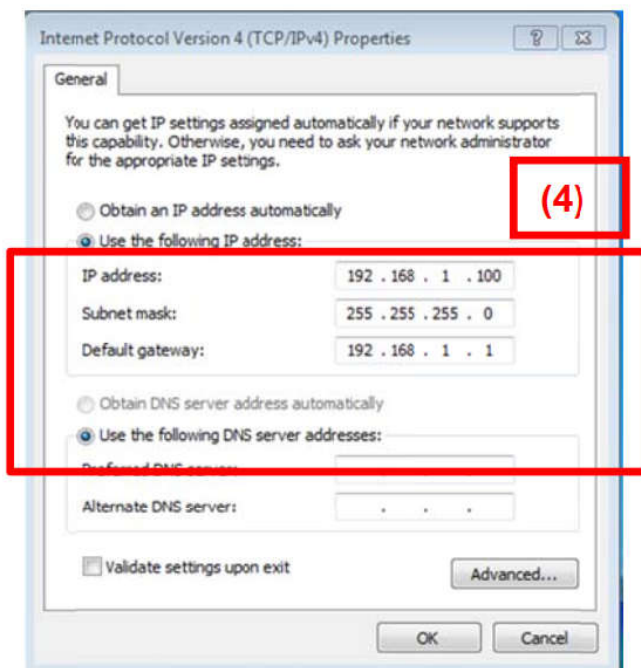 Internet Protocol Version 4 (TCP/IPv4) Properties
General
You can get IP settings assigned automatically if your network supports
this capability. Otherwise, you need to ask your network administrator
for the appropriate IP settings.
(4)
Obtain an IP address automatically
Use the following IP address:
IP address: 192 . 168 . 1 . 100
Subnet mask: 255 . 255 . 255 . 0
Default gateway: 192 . 168 . 1 . 1
Obtain DNS server address automatically
Use the following DNS server addresses:
Preferred DNS server:
Alternate DNS server: . . .
Validate settings upon exit
Advanced...
OK Cancel